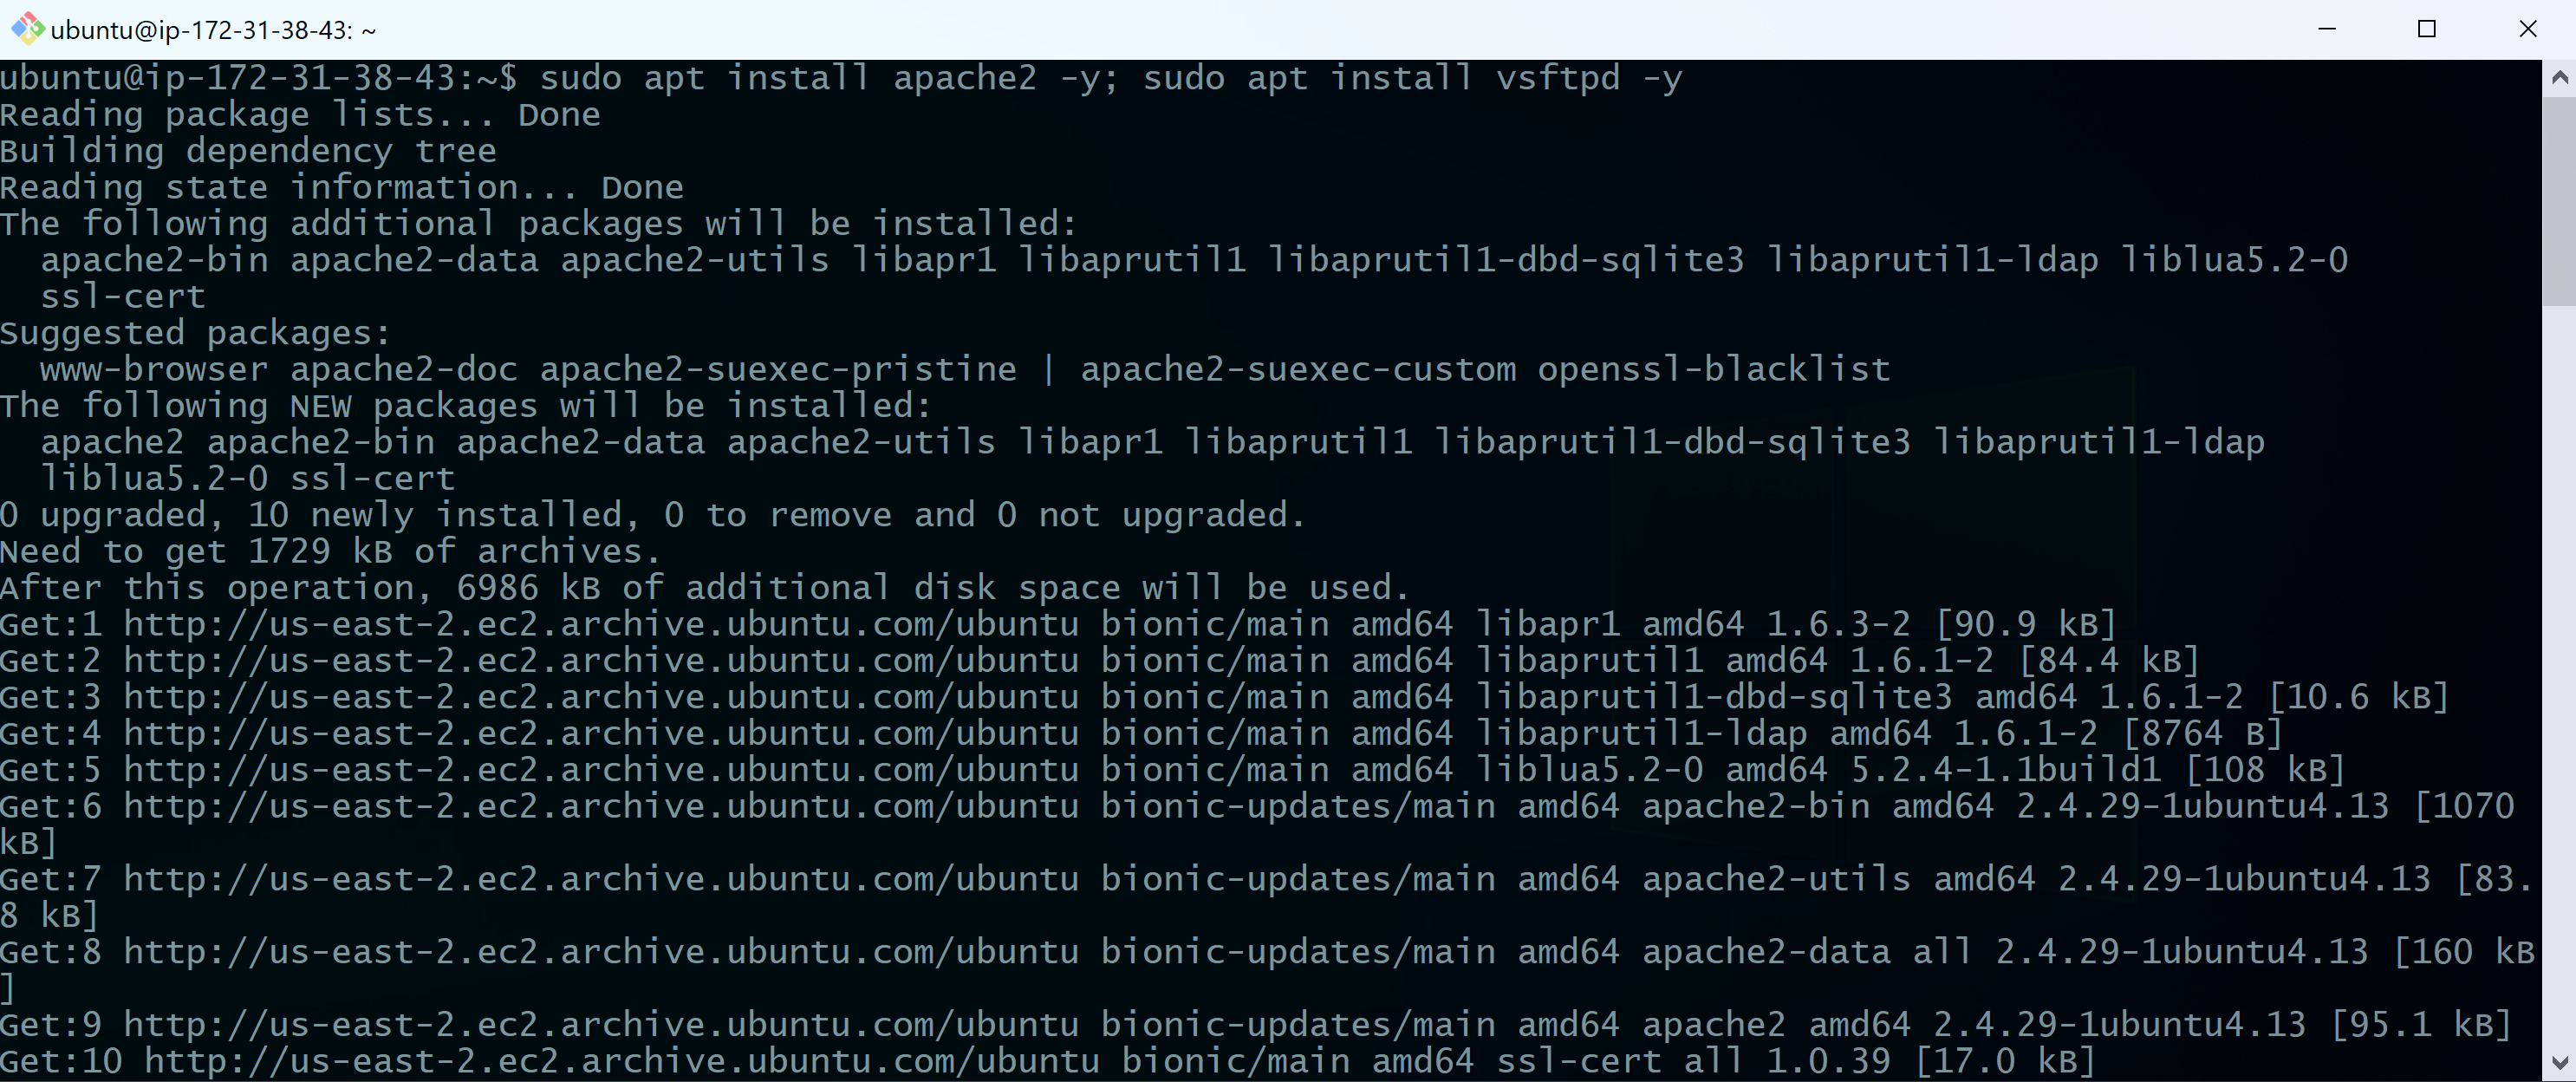 ubuntu@ip-172-31-38-43: ~
ubuntu@ip-172-31-38-43:~$ sudo apt install apache2 -y; sudo apt install vsftpd -y
Reading package lists... Done
Building dependency tree
Reading state information... Done
The following additional packages will be installed:
  apache2-bin apache2-data apache2-utils libapr1 libaprutil1 libaprutil1-dbd-sqlite3 libaprutil1-ldap liblua5.2-0
  ssl-cert
Suggested packages:
  www-browser apache2-doc apache2-suexec-pristine | apache2-suexec-custom openssl-blacklist
The following NEW packages will be installed:
  apache2 apache2-bin apache2-data apache2-utils libapr1 libaprutil1 libaprutil1-dbd-sqlite3 libaprutil1-ldap
  liblua5.2-0 ssl-cert
0 upgraded, 10 newly installed, 0 to remove and 0 not upgraded.
Need to get 1729 kB of archives.
After this operation, 6986 kB of additional disk space will be used.
Get:1 http://us-east-2.ec2.archive.ubuntu.com/ubuntu bionic/main amd64 libapr1 amd64 1.6.3-2 [90.9 kB]
Get:2 http://us-east-2.ec2.archive.ubuntu.com/ubuntu bionic/main amd64 libaprutil1 amd64 1.6.1-2 [84.4 kB]
Get:3 http://us-east-2.ec2.archive.ubuntu.com/ubuntu bionic/main amd64 libaprutil1-dbd-sqlite3 amd64 1.6.1-2 [10.6 kB]
Get:4 http://us-east-2.ec2.archive.ubuntu.com/ubuntu bionic/main amd64 libaprutil1-ldap amd64 1.6.1-2 [8764 B]
Get:5 http://us-east-2.ec2.archive.ubuntu.com/ubuntu bionic/main amd64 liblua5.2-0 amd64 5.2.4-1.1build1 [108 kB]
Get:6 http://us-east-2.ec2.archive.ubuntu.com/ubuntu bionic-updates/main amd64 apache2-bin amd64 2.4.29-1ubuntu4.13 [1070
kB]
Get:7 http://us-east-2.ec2.archive.ubuntu.com/ubuntu bionic-updates/main amd64 apache2-utils amd64 2.4.29-1ubuntu4.13 [83.
8 kB]
Get:8 http://us-east-2.ec2.archive.ubuntu.com/ubuntu bionic-updates/main amd64 apache2-data all 2.4.29-1ubuntu4.13 [160 kB
]
Get:9 http://us-east-2.ec2.archive.ubuntu.com/ubuntu bionic-updates/main amd64 apache2 amd64 2.4.29-1ubuntu4.13 [95.1 kB]
Get:10 http://us-east-2.ec2.archive.ubuntu.com/ubuntu bionic/main amd64 ssl-cert all 1.0.39 [17.0 kB]